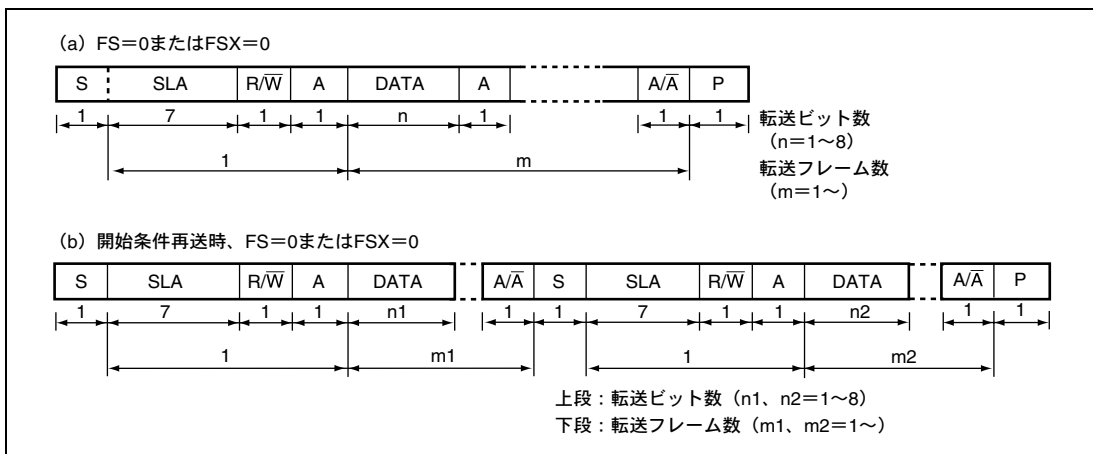 (a) FS=0またはFSX=0
S SLA R/W̅ A DATA A A/A̅ P
1 7 1 1 n 1 1 1 転送ビット数
(n=1～8)
1 m 転送フレーム数
(m=1～)
(b) 開始条件再送時、FS=0またはFSX=0
S SLA R/W̅ A DATA A/A̅ S SLA R/W̅ A DATA A/A̅ P
1 7 1 1 n1 1 1 7 1 1 n2 1 1
1 m1 1 m2
上段：転送ビット数（n1、n2=1～8）
下段：転送フレーム数（m1、m2=1～）